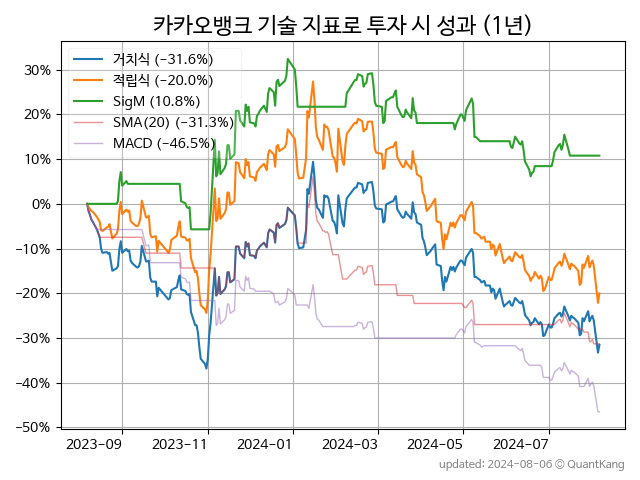 카카오뱅크 기술 지표로 투자 시 성과 (1년)
거치식 (−31.6%)
적립식 (−20.0%)
SigM (10.8%)
SMA(20) (−31.3%)
MACD (−46.5%)
30%
20%
10%
0%
−10%
−20%
−30%
−40%
−50%
2023-09 2023-11 2024-01 2024-03 2024-05 2024-07
updated: 2024-08-06 © QuantKang